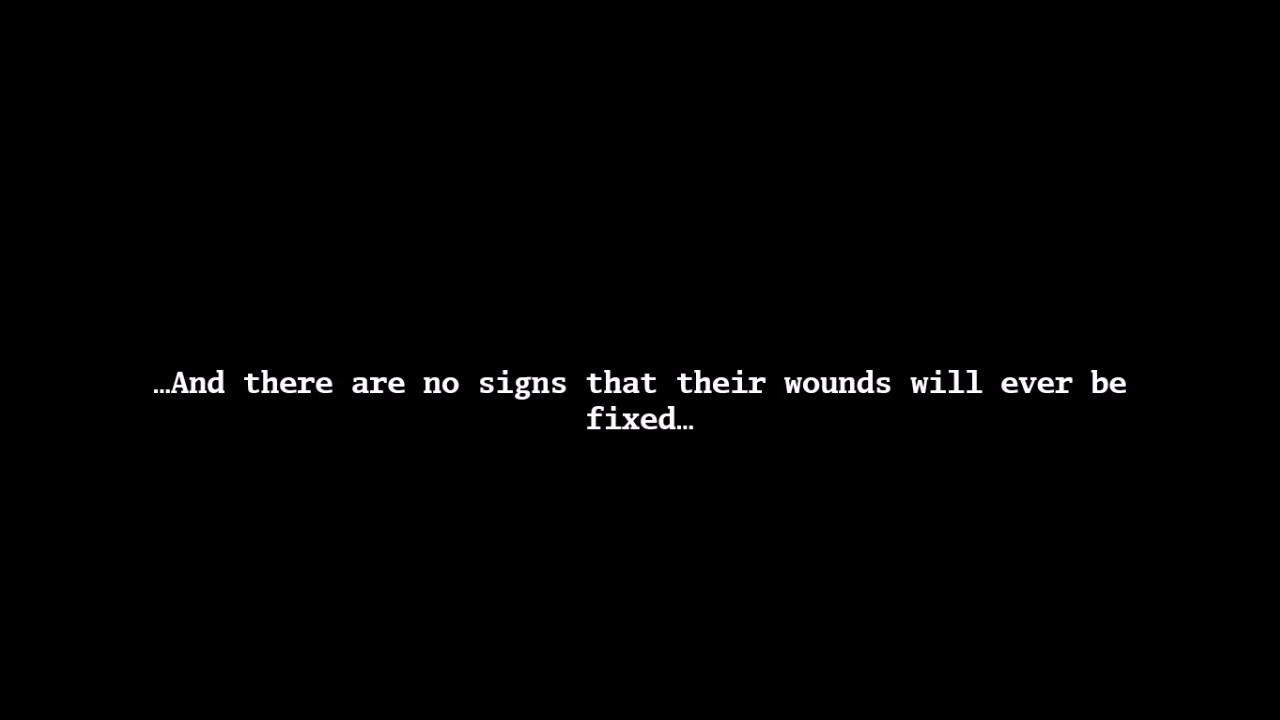 …And there are no signs that their wounds will ever be
fixed…